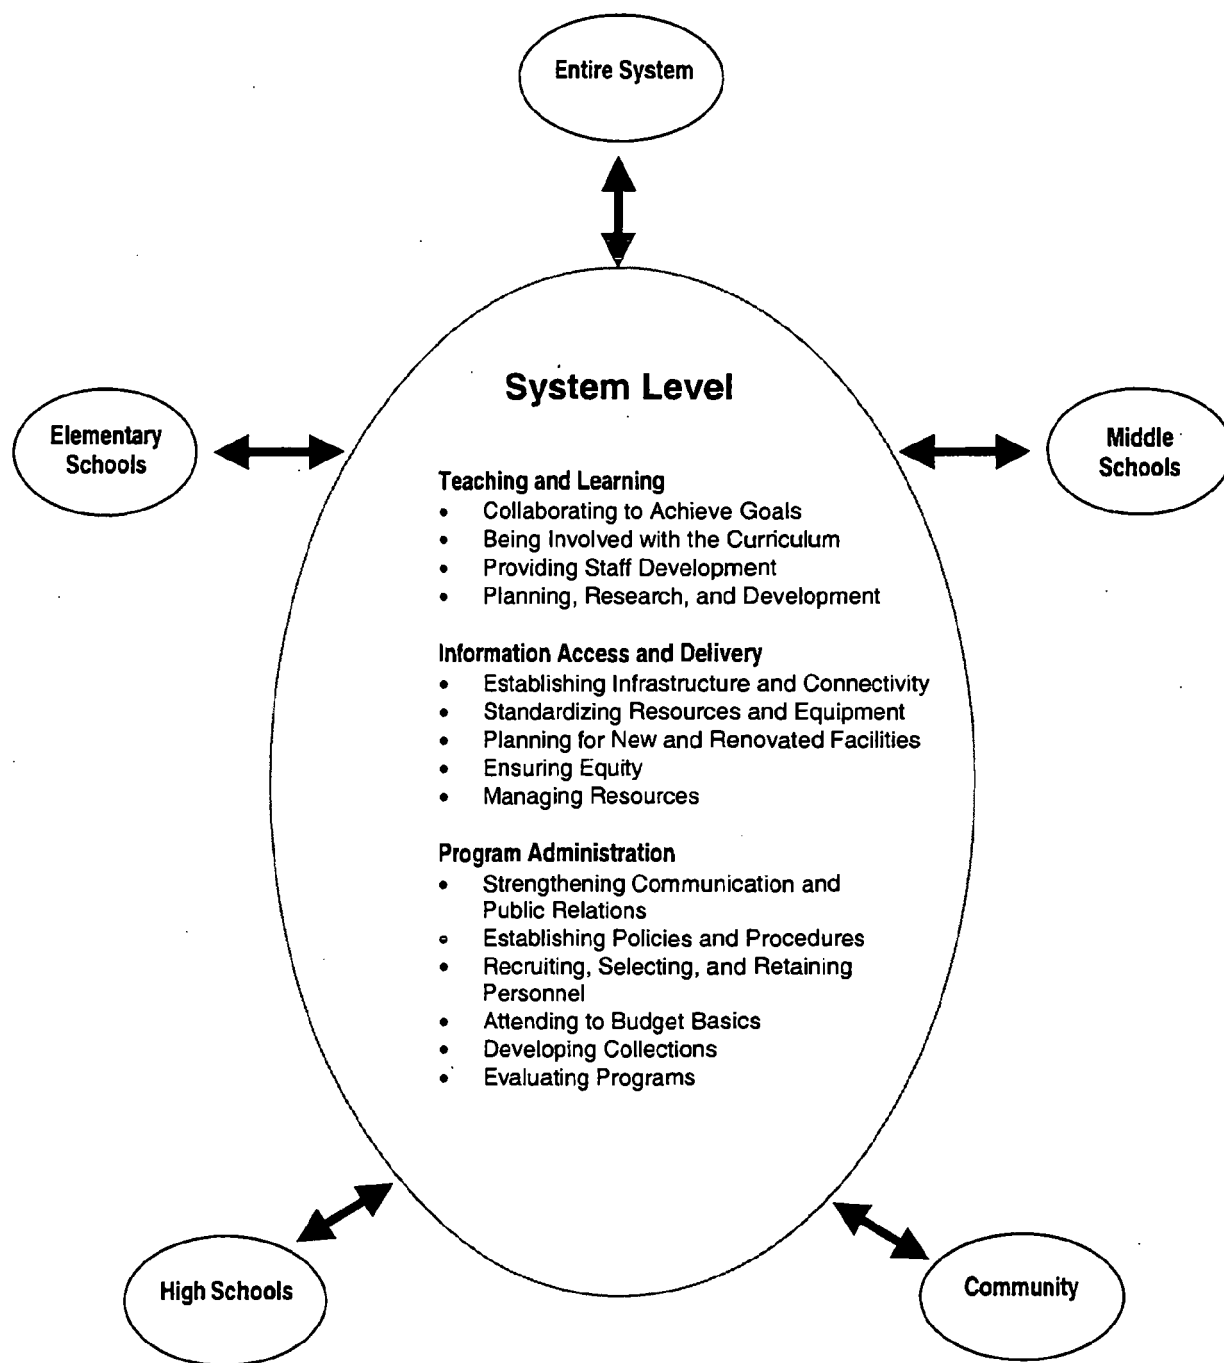 Entire System
System Level
Elementary
Schools
Middle
Schools
Teaching and Learning
• Collaborating to Achieve Goals
• Being Involved with the Curriculum
• Providing Staff Development
• Planning, Research, and Development
Information Access and Delivery
• Establishing Infrastructure and Connectivity
• Standardizing Resources and Equipment
• Planning for New and Renovated Facilities
• Ensuring Equity
• Managing Resources
Program Administration
• Strengthening Communication and
Public Relations
• Establishing Policies and Procedures
• Recruiting, Selecting, and Retaining
Personnel
• Attending to Budget Basics
• Developing Collections
• Evaluating Programs
High Schools
Community